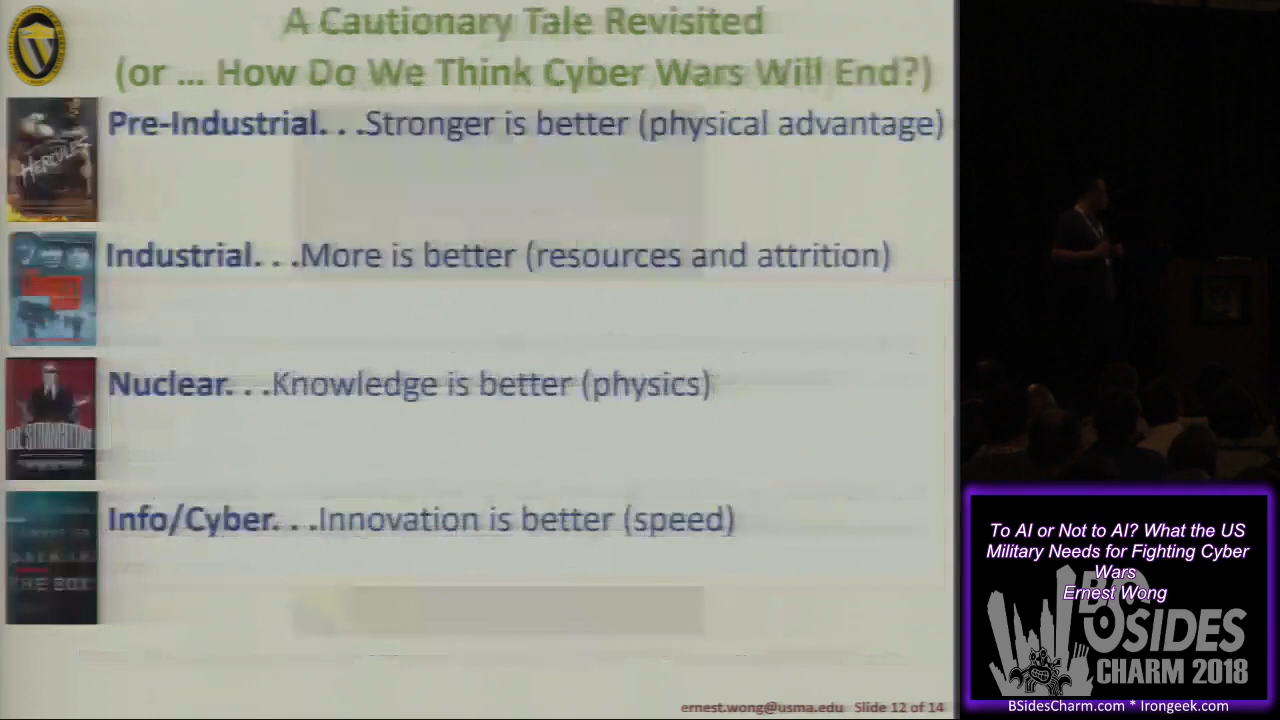 A Cautionary Tale Revisited
(or ... How Do We Think Cyber Wars Will End?)
Pre-Industrial. . .Stronger is better (physical advantage)
HERCULES
Industrial. . .More is better (resources and attrition)
Nuclear. . .Knowledge is better (physics)
Info/Cyber. . .Innovation is better (speed)
THE BOX
ernest.wong@usma.edu Slide 12 of 14
To AI or Not to AI? What the US
Military Needs for Fighting Cyber
Wars
Ernest Wong
BSIDES
CHARM 2018
BSidesCharm.com * Irongeek.com